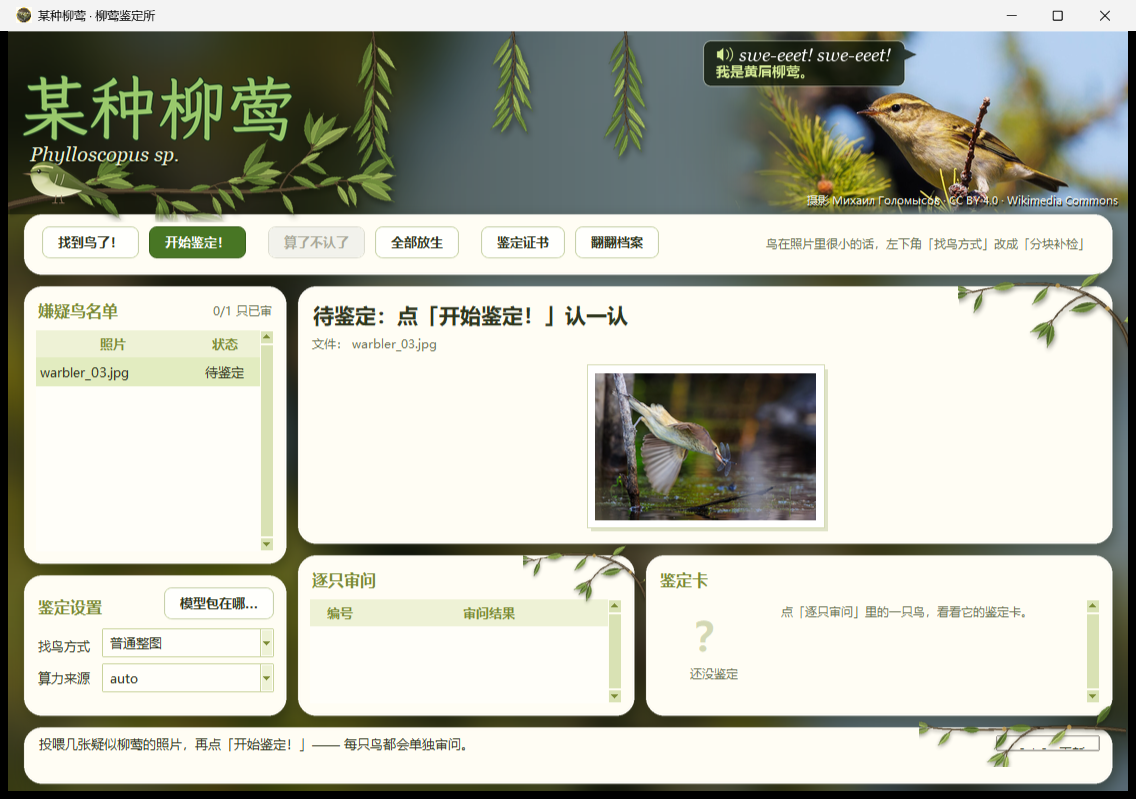 某种柳莺 · 柳莺鉴定所
swe-eeet! swe-eeet!
我是黄眉柳莺。
某种柳莺
Phylloscopus sp.
摄影 Михаил Голомысов · CC BY 4.0 · Wikimedia Commons
找到鸟了！
开始鉴定！
算了不认了
全部放生
鉴定证书
翻翻档案
鸟在照片里很小的话，左下角「找鸟方式」改成「分块补检」
嫌疑鸟名单
0/1 只已审
照片 状态
warbler_03.jpg 待鉴定
待鉴定：点「开始鉴定！」认一认
文件： warbler_03.jpg
鉴定设置
模型包在哪...
找鸟方式 普通整图
算力来源 auto
逐只审问
编号 审问结果
鉴定卡
?
还没鉴定
点「逐只审问」里的一只鸟，看看它的鉴定卡。
投喂几张疑似柳莺的照片，再点「开始鉴定！」—— 每只鸟都会单独审问。